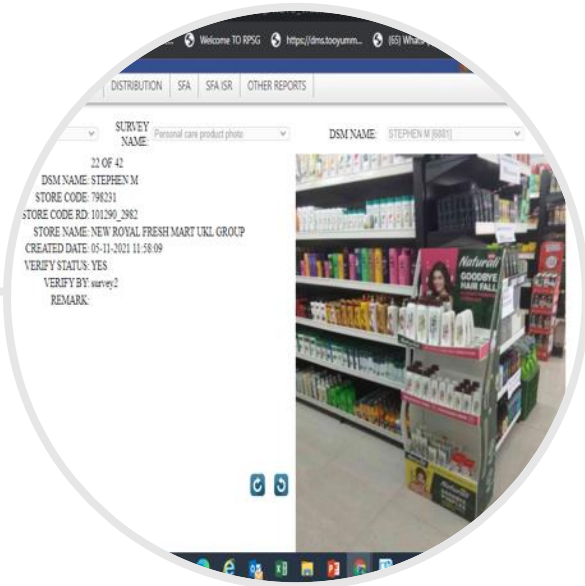 Welcome TO RPSG https://dms.tooyumm... (65)
DISTRIBUTION SFA SFA ISR OTHER REPORTS
SURVEY NAME: Personal care product photo DSM NAME: STEPHEN M [6881]
22 OF 42
DSM NAME: STEPHEN M
STORE CODE: 798231
STORE CODE RD: 101290_2982
STORE NAME: NEW ROYAL FRESH MART UKL GROUP
CREATED DATE: 05-11-2021 11:58:09
VERIFY STATUS: YES
VERIFY BY: survey2
REMARK:
Naturali
GOODBYE
HAIR FALL
Naturali
GOODBYE